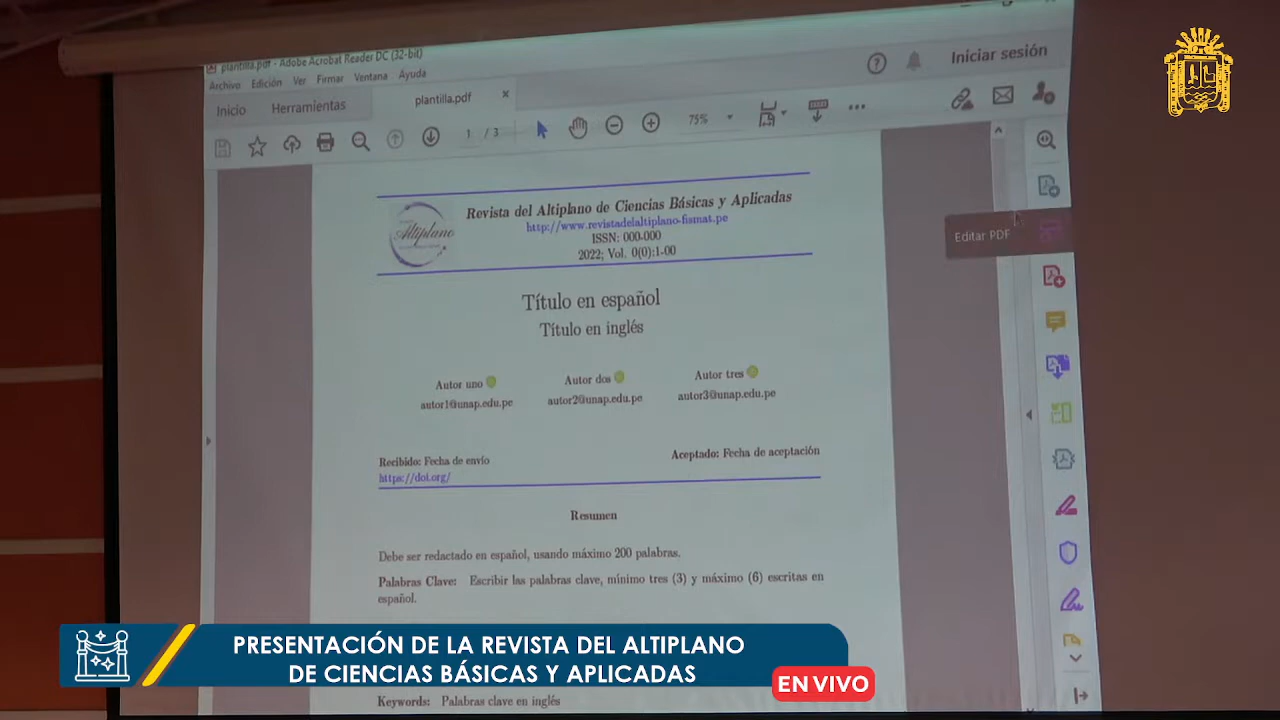 plantilla.pdf - Adobe Acrobat Reader DC (32-bit)
Archivo Edición Ver Firmar Ventana Ayuda
Inicio Herramientas plantilla.pdf × Iniciar sesión
1 / 3 75%
Revista del Altiplano de Ciencias Básicas y Aplicadas
http://www.revistadelaltiplano-fismat.pe
ISSN: 000-000
2022; Vol. 0(0):1-00
Altiplano
Editar PDF
Título en español
Título en inglés
Autor uno Autor dos Autor tres
autor1@unap.edu.pe autor2@unap.edu.pe autor3@unap.edu.pe
Recibido: Fecha de envío Aceptado: Fecha de aceptación
https://doi.org/
Resumen
Debe ser redactado en español, usando máximo 200 palabras.
Palabras Clave: Escribir las palabras clave, mínimo tres (3) y máximo (6) escritas en
español.
PRESENTACIÓN DE LA REVISTA DEL ALTIPLANO
DE CIENCIAS BÁSICAS Y APLICADAS
EN VIVO
Keywords: Palabras clave en inglés